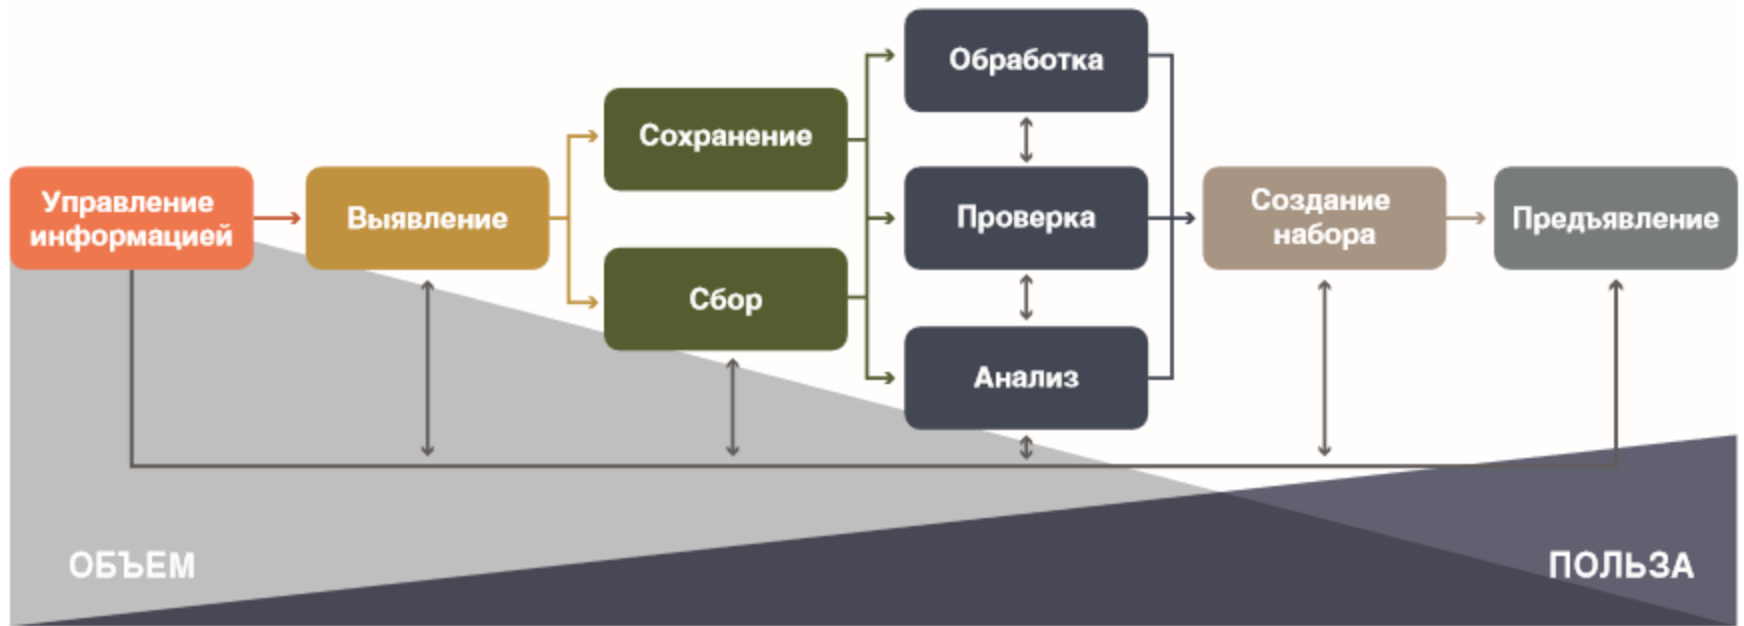 Управление
информацией
Выявление
Сохранение
Сбор
Обработка
Проверка
Анализ
Создание
набора
Предъявление
ОБЪЕМ
ПОЛЬЗА